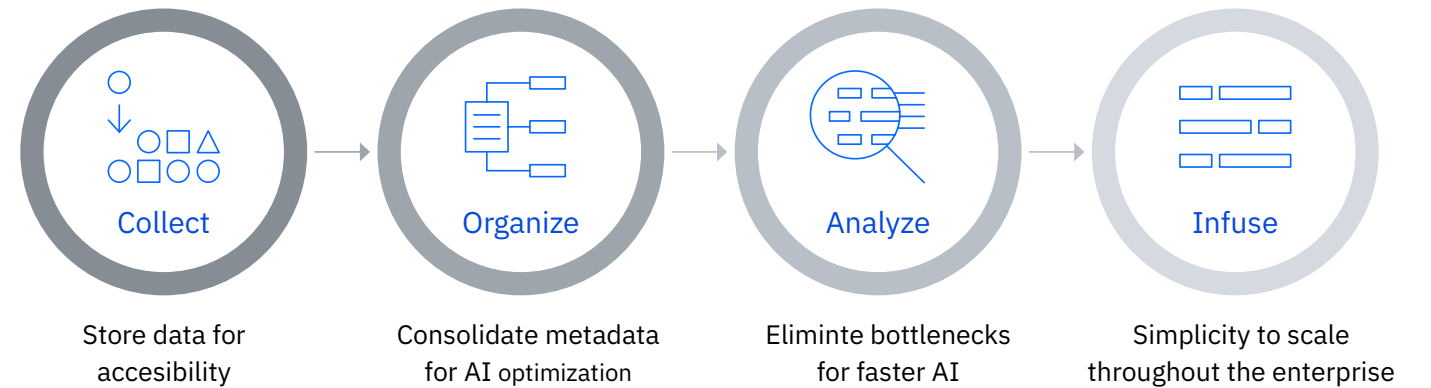 Collect
Organize
Analyze
Infuse
Store data for
accesibility
Consolidate metadata
for AI optimization
Eliminte bottlenecks
for faster AI
Simplicity to scale
throughout the enterprise